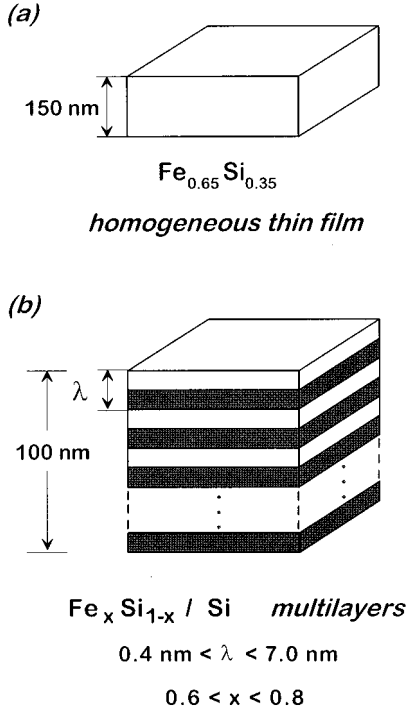 (a)
150 nm
Fe0.65Si0.35
homogeneous thin film
(b)
λ
100 nm
FexSi1-x / Si multilayers
0.4 nm < λ < 7.0 nm
0.6 < x < 0.8